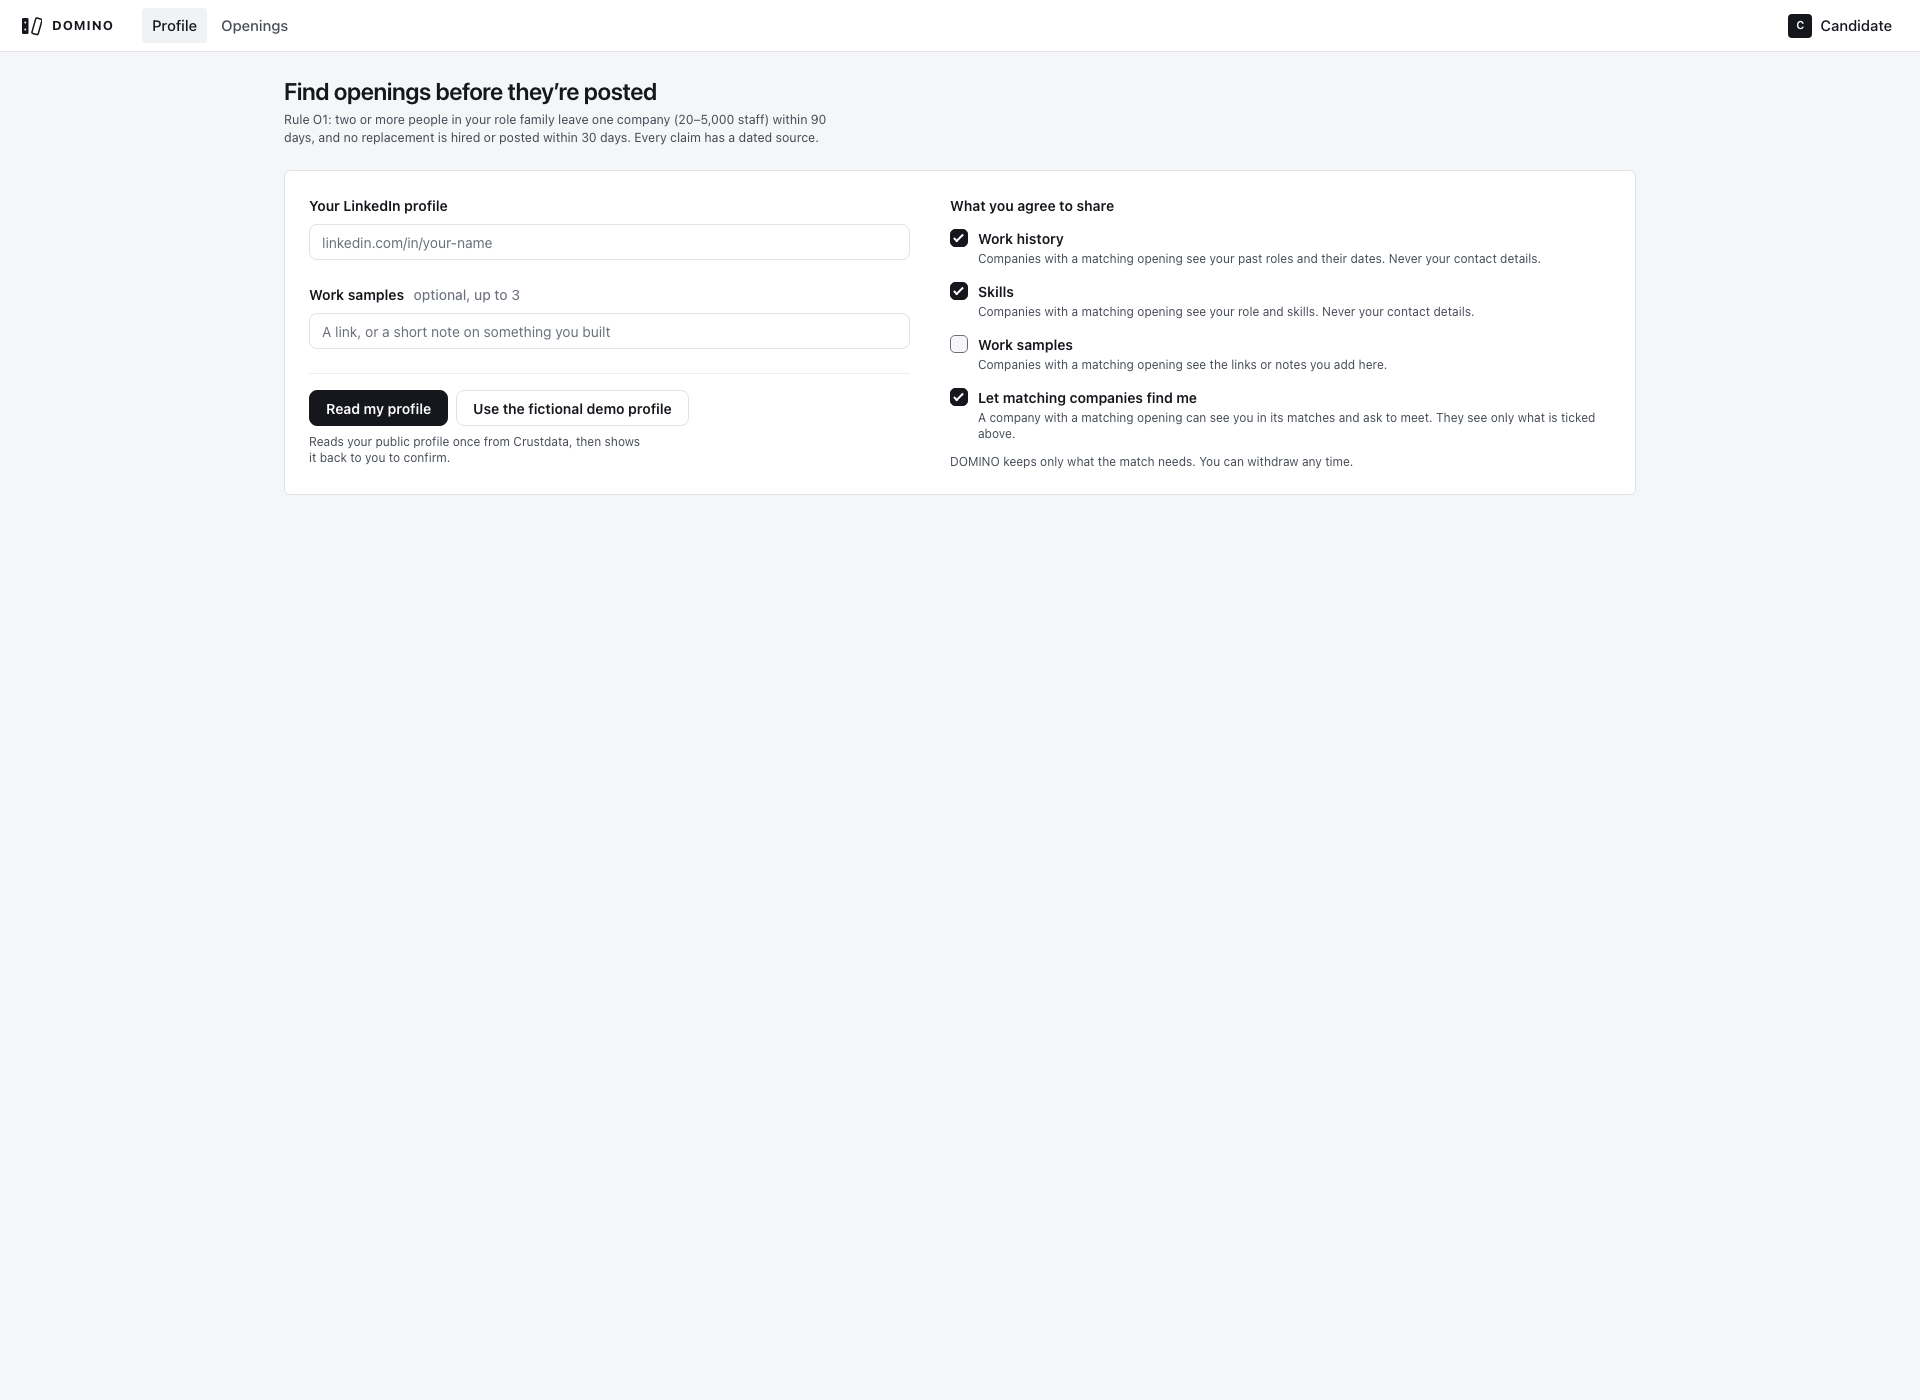 DOMINO
Profile
Openings
C
Candidate
Find openings before they’re posted
Rule O1: two or more people in your role family leave one company (20–5,000 staff) within 90
days, and no replacement is hired or posted within 30 days. Every claim has a dated source.
Your LinkedIn profile
linkedin.com/in/your-name
Work samples optional, up to 3
A link, or a short note on something you built
Read my profile
Use the fictional demo profile
Reads your public profile once from Crustdata, then shows
it back to you to confirm.
What you agree to share
Work history
Companies with a matching opening see your past roles and their dates. Never your contact details.
Skills
Companies with a matching opening see your role and skills. Never your contact details.
Work samples
Companies with a matching opening see the links or notes you add here.
Let matching companies find me
A company with a matching opening can see you in its matches and ask to meet. They see only what is ticked
above.
DOMINO keeps only what the match needs. You can withdraw any time.